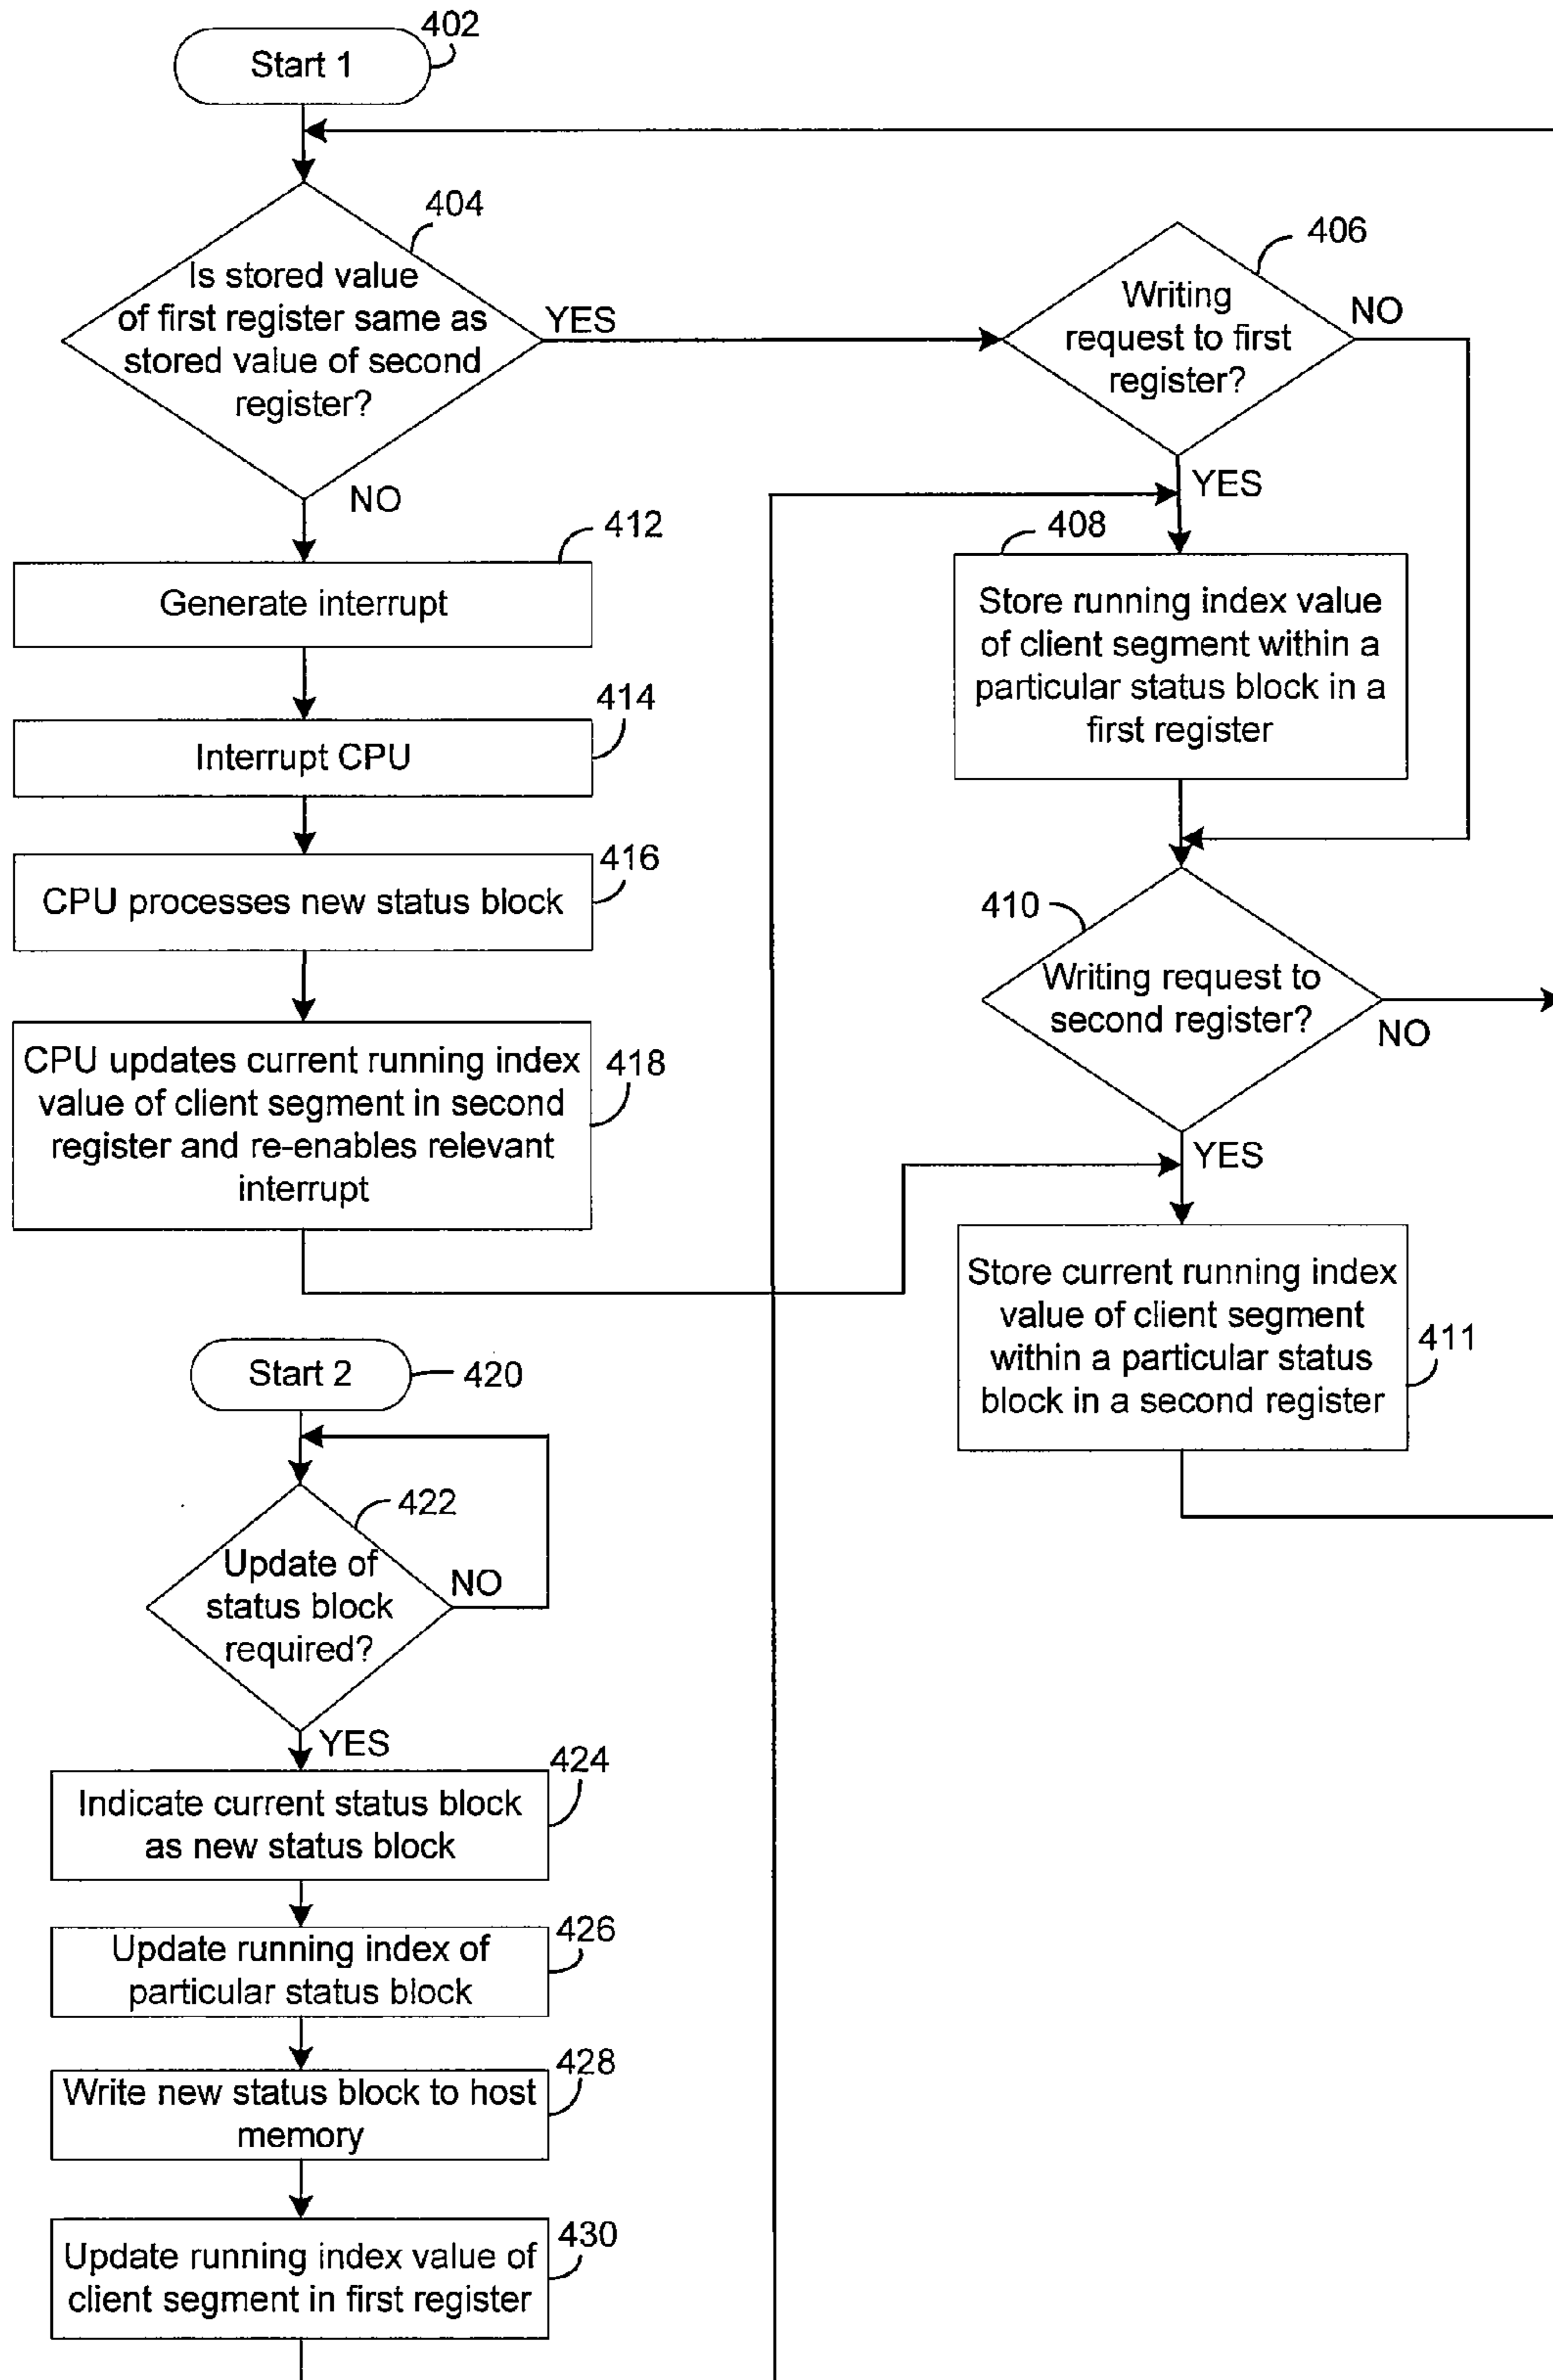 402
Start 1
404
Is stored value
of first register same as
stored value of second
register?
YES
NO
406
Writing
request to first
register?
NO
YES
412
Generate interrupt
408
Store running index value
of client segment within a
particular status block in a
first register
414
Interrupt CPU
416
CPU processes new status block
410
Writing request to
second register?
NO
YES
418
CPU updates current running index
value of client segment in second
register and re-enables relevant
interrupt
Store current running index
value of client segment
within a particular status
block in a second register
411
Start 2
420
422
Update of
status block
required?
NO
YES
424
Indicate current status block
as new status block
426
Update running index of
particular status block
428
Write new status block to host
memory
430
Update running index value of
client segment in first register